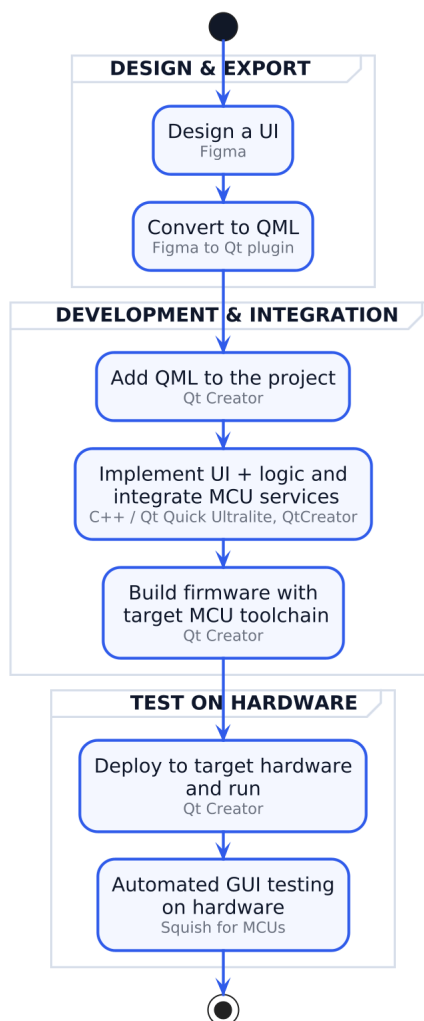 DESIGN & EXPORT
Design a UI
Figma
Convert to QML
Figma to Qt plugin
DEVELOPMENT & INTEGRATION
Add QML to the project
Qt Creator
Implement UI + logic and
integrate MCU services
C++ / Qt Quick Ultralite, QtCreator
Build firmware with
target MCU toolchain
Qt Creator
TEST ON HARDWARE
Deploy to target hardware
and run
Qt Creator
Automated GUI testing
on hardware
Squish for MCUs